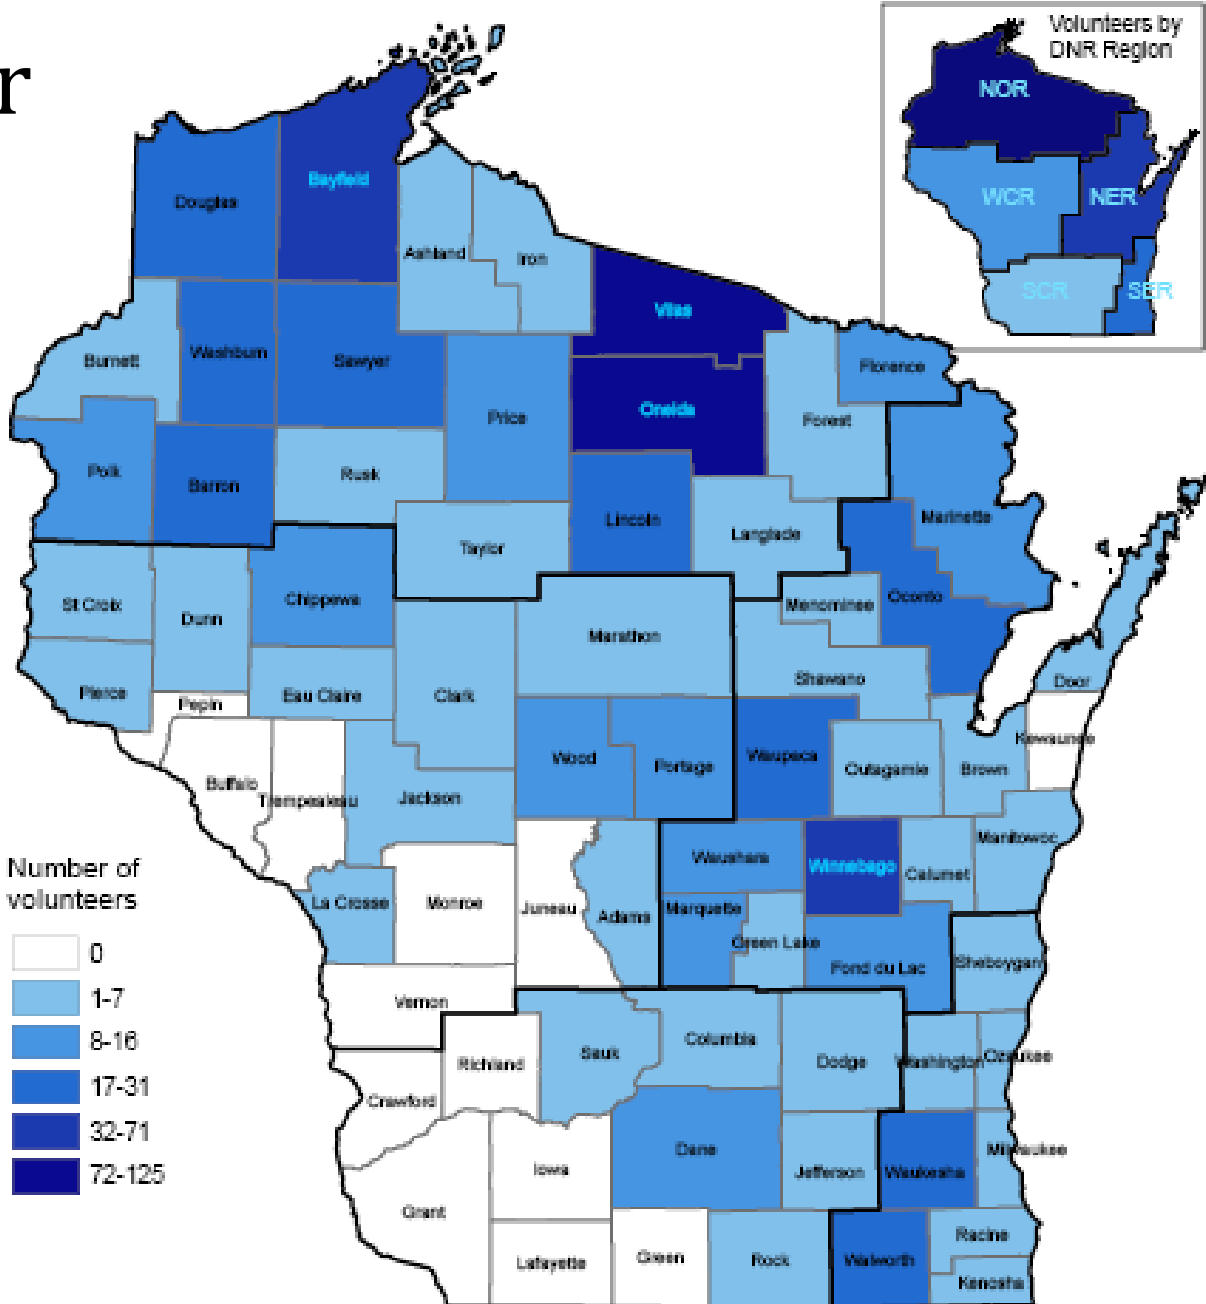 r
Volunteers by
DNR Region
NOR
WCR
NER
SCR
SER
Douglas
Bayfield
Ashland
Iron
Vilas
Burnett
Washburn
Sawyer
Florence
Oneida
Price
Forest
Polk
Barron
Rusk
Lincoln
Marinette
Langlade
Taylor
St Croix
Dunn
Chippewa
Menominee
Oconto
Marathon
Pierce
Eau Claire
Clark
Shawano
Door
Pepin
Kewaunee
Wood
Portage
Waupaca
Outagamie
Brown
Buffalo
Trempealeau
Jackson
Manitowoc
Waushara
Winnebago
Calumet
La Crosse
Monroe
Juneau
Adams
Marquette
Green Lake
Fond du Lac
Sheboygan
Number of
volunteers
0
1-7
8-16
17-31
32-71
72-125
Vernon
Richland
Sauk
Columbia
Dodge
Washington
Ozaukee
Crawford
Dane
Iowa
Jefferson
Waukesha
Milwaukee
Grant
Lafayette
Green
Rock
Walworth
Racine
Kenosha